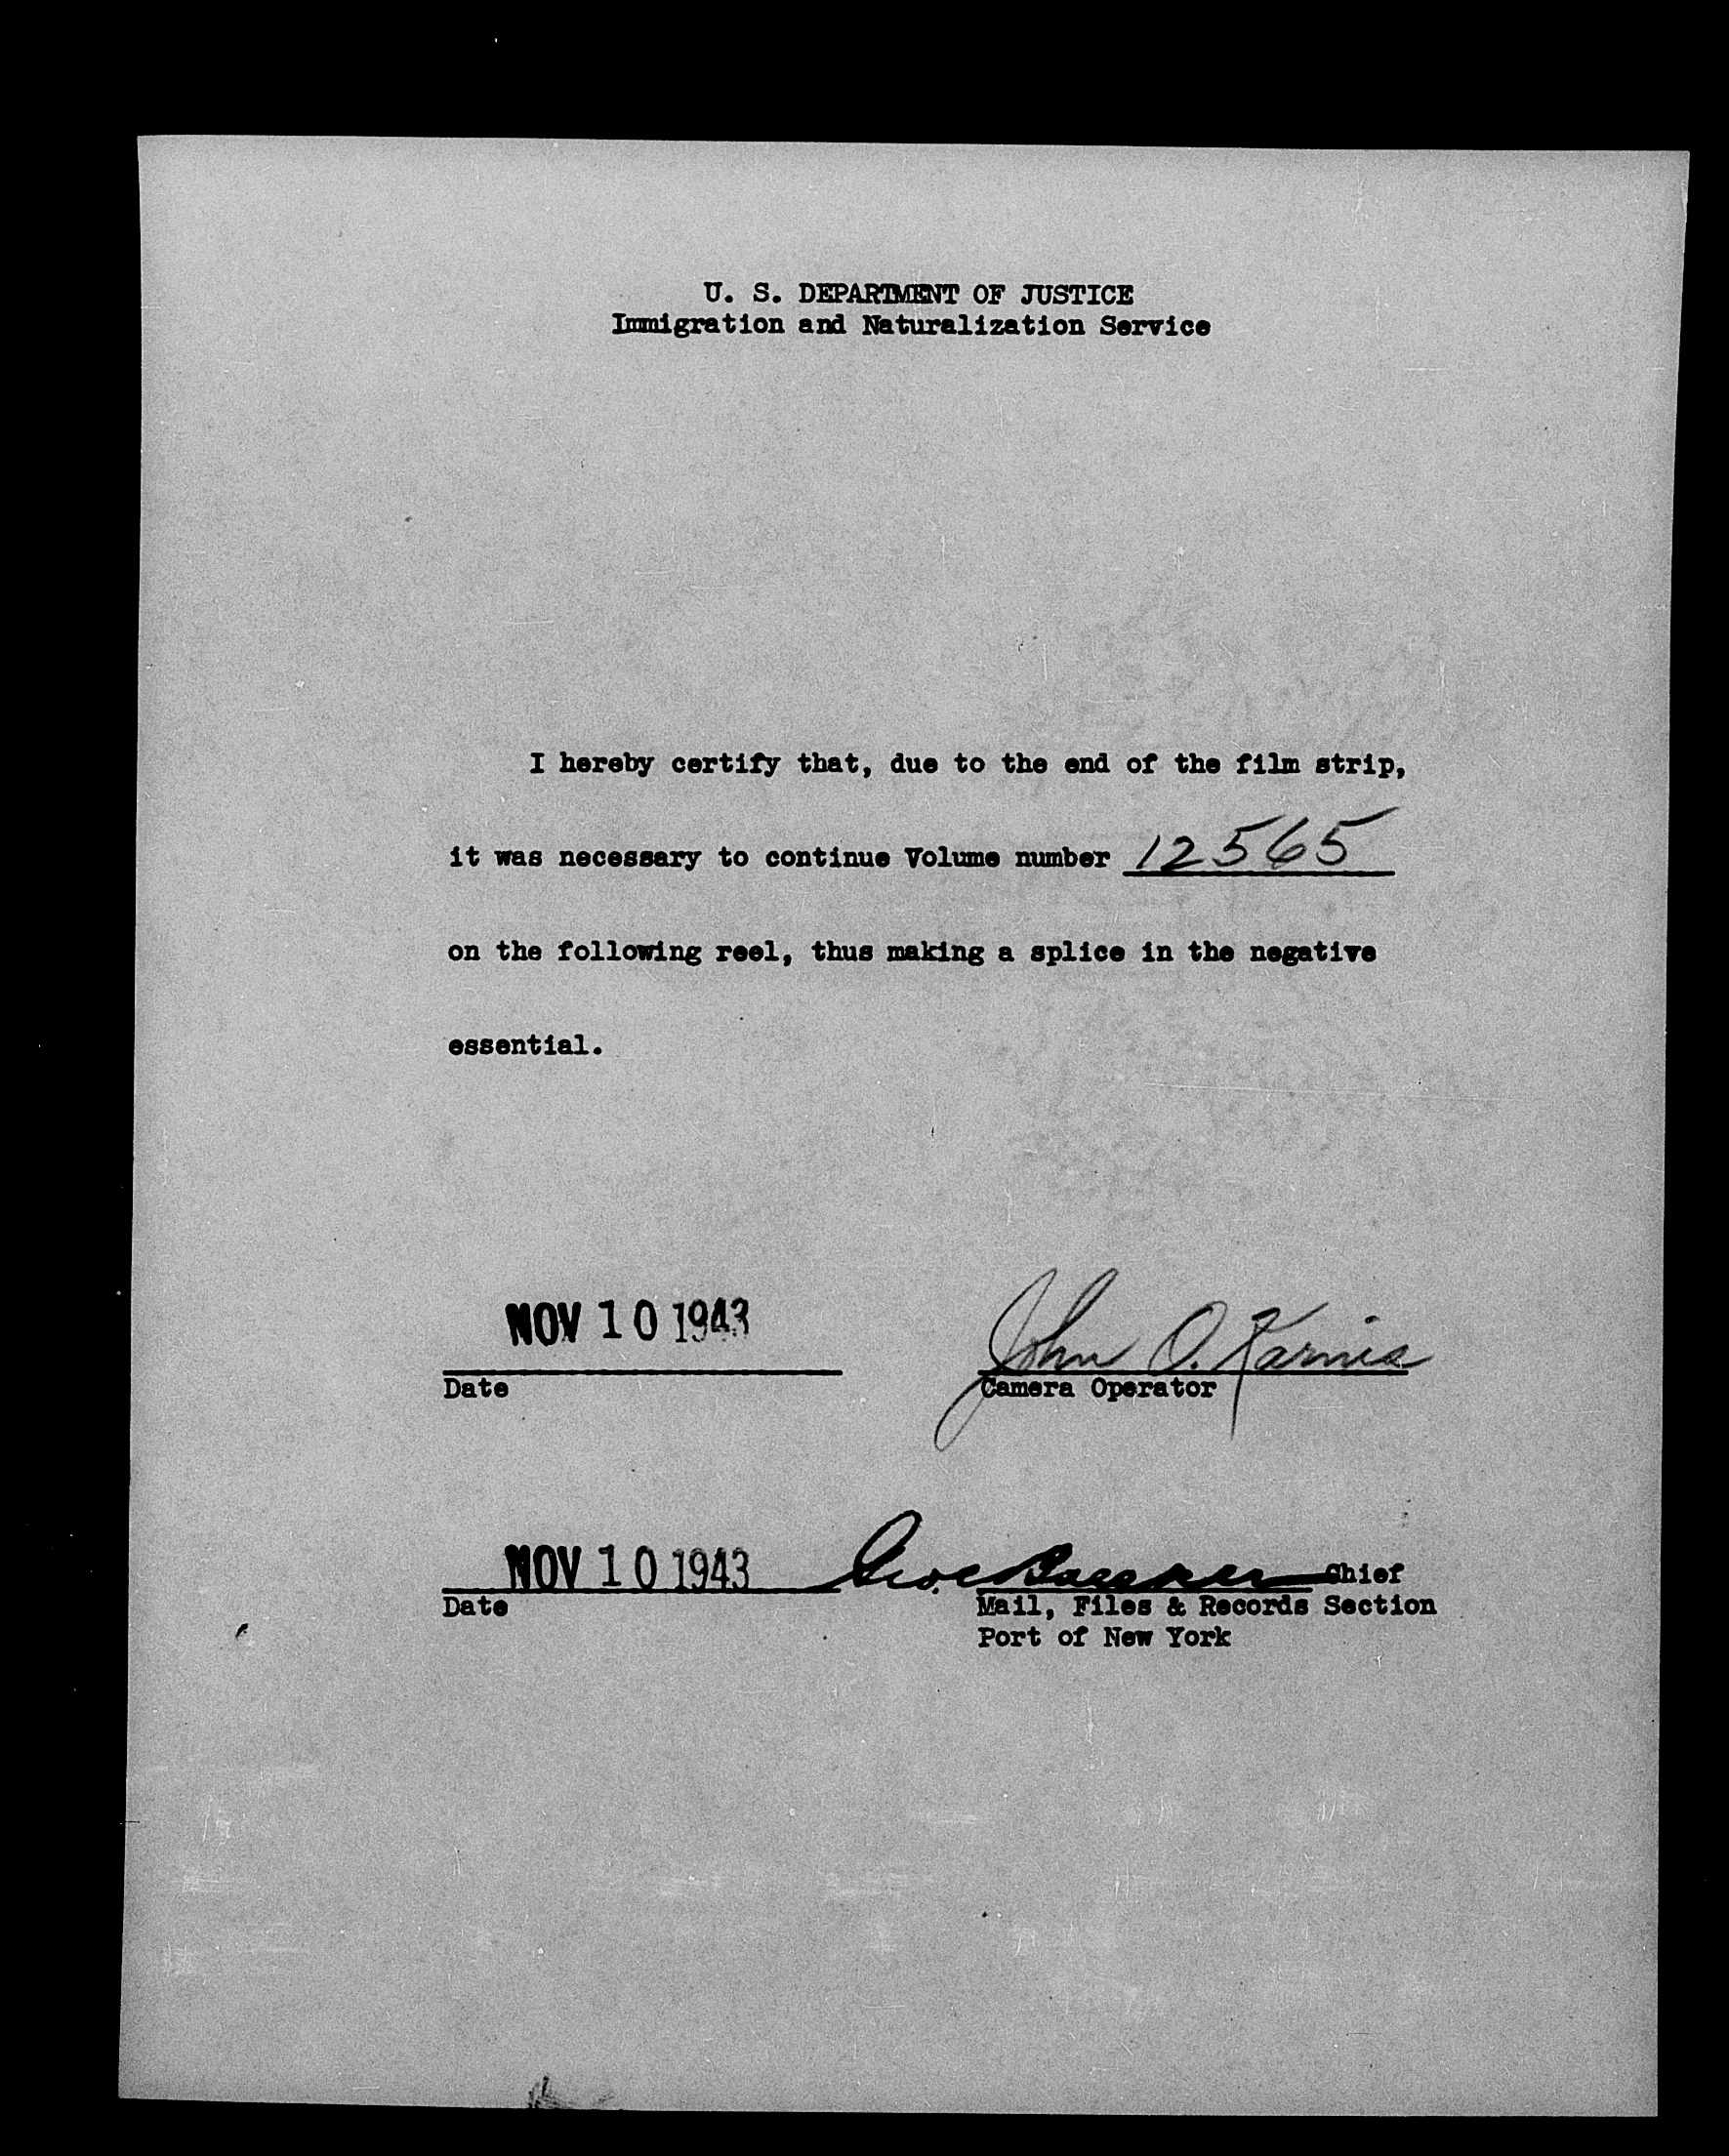 U. S. DEPARTMENT OF JUSTICE
Immigration and Naturalization Service
I hereby certify that, due to the end of the film strip,
it was necessary to continue Volume number 12565
on the following reel, thus making a splice in the negative
essential.
NOV 10 1943 John O. Karnis
Date Camera Operator
NOV 10 1943 Chief
Date Mail, Files & Records Section
Port of New York